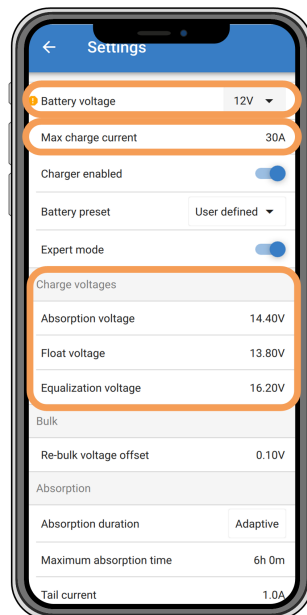 Settings
Battery voltage 12V
Max charge current 30A
Charger enabled
Battery preset User defined
Expert mode
Charge voltages
Absorption voltage 14.40V
Float voltage 13.80V
Equalization voltage 16.20V
Bulk
Re-bulk voltage offset 0.10V
Absorption
Absorption duration Adaptive
Maximum absorption time 6h 0m
Tail current 1.0A